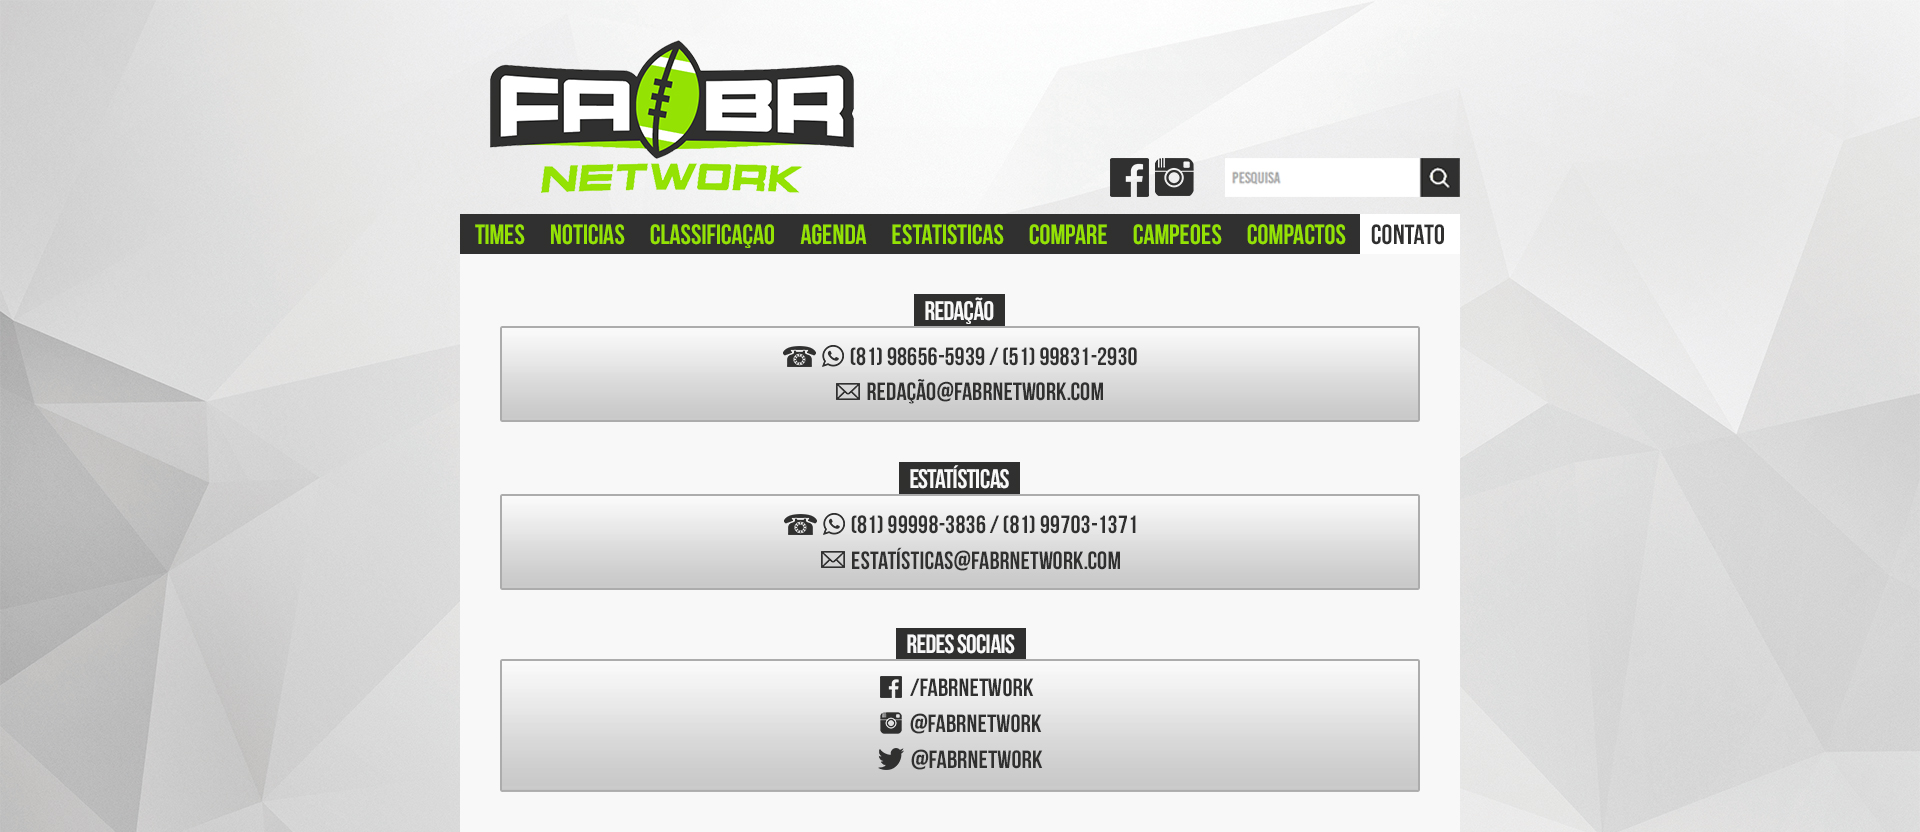 FABR
NETWORK
PESQUISA
TIMES NOTICIAS CLASSIFICAÇAO AGENDA ESTATISTICAS COMPARE CAMPEOES COMPACTOS CONTATO
REDAÇÃO
(81) 98656-5939 / (51) 99831-2930
REDAÇÃO@FABRNETWORK.COM
ESTATÍSTICAS
(81) 99998-3836 / (81) 99703-1371
ESTATÍSTICAS@FABRNETWORK.COM
REDES SOCIAIS
/FABRNETWORK
@FABRNETWORK
@FABRNETWORK